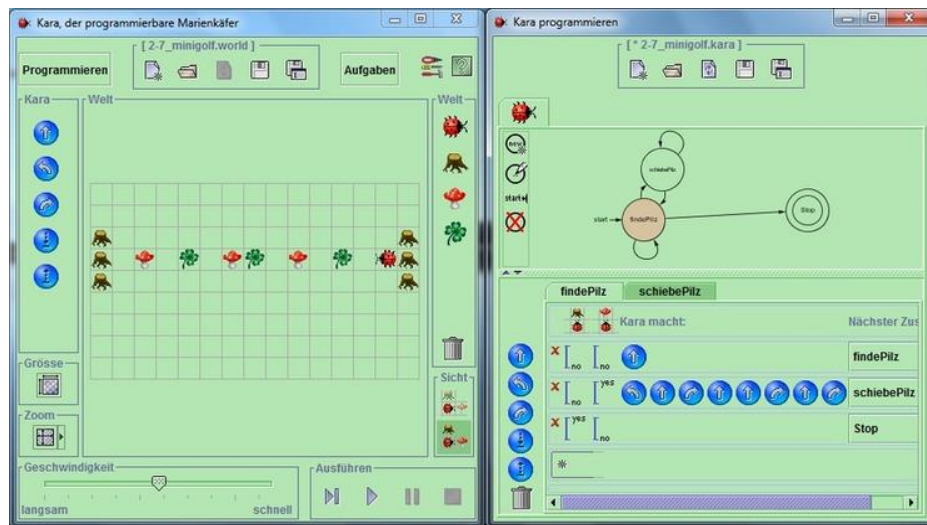 Kara, der programmierbare Marienkäfer
[ 2-7_minigolf.world ]
Programmieren
Aufgaben
Kara
Welt
Welt
Grösse
Zoom
Sicht
Geschwindigkeit
langsam
schnell
Ausführen
Kara programmieren
[ * 2-7_minigolf.kara ]
new
start
schiebePilz
start
findePilz
Stop
findePilz
schiebePilz
Kara macht:
Nächster Zus
no no
findePilz
no yes
schiebePilz
yes no
Stop